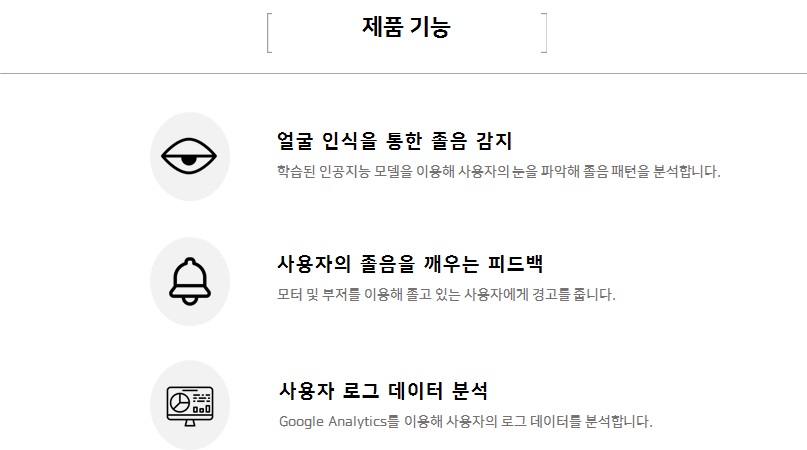 제품 기능
얼굴 인식을 통한 졸음 감지
학습된 인공지능 모델을 이용해 사용자의 눈을 파악해 졸음 패턴을 분석합니다.
사용자의 졸음을 깨우는 피드백
모터 및 부저를 이용해 졸고 있는 사용자에게 경고를 줍니다.
사용자 로그 데이터 분석
Google Analytics를 이용해 사용자의 로그 데이터를 분석합니다.